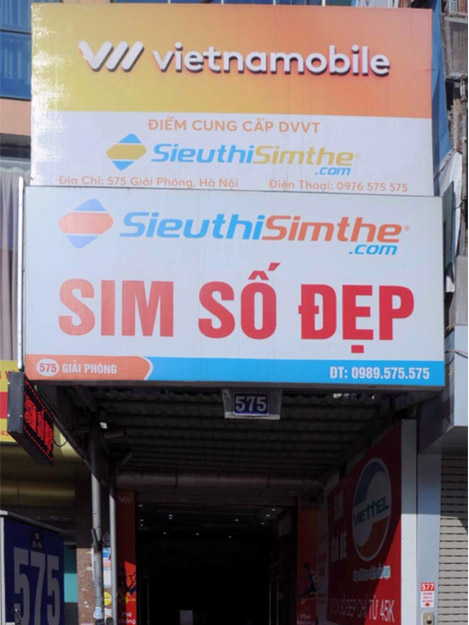 vietnamobile
ĐIỂM CUNG CẤP DVVT
SieuthiSimthe®
.com
Địa Chỉ: 575 Giải Phóng, Hà Nội Điện Thoại: 0976 575 575
SieuthiSimthe®
.com
SIM SỐ ĐẸP
575 GIẢI PHÓNG ĐT: 0989.575.575
575
VIETTEL
577
575